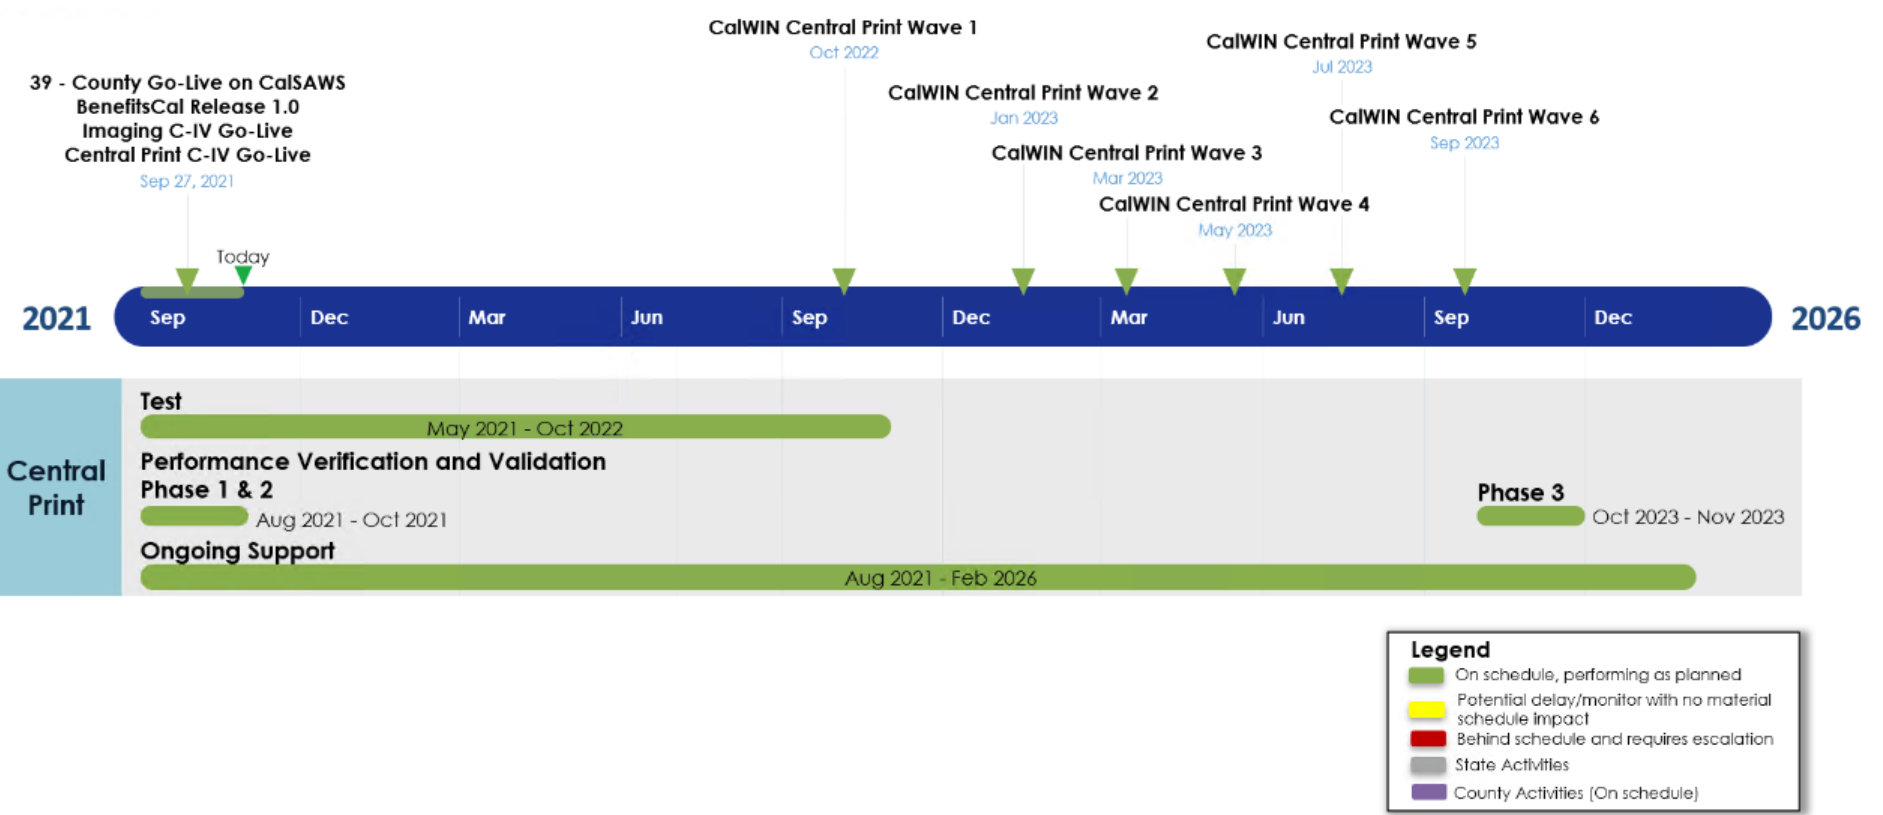 CalWIN Central Print Wave 1
Oct 2022
CalWIN Central Print Wave 5
Jul 2023
39 - County Go-Live on CalSAWS
BenefitsCal Release 1.0
Imaging C-IV Go-Live
Central Print C-IV Go-Live
Sep 27, 2021
CalWIN Central Print Wave 2
Jan 2023
CalWIN Central Print Wave 6
Sep 2023
CalWIN Central Print Wave 3
Mar 2023
CalWIN Central Print Wave 4
May 2023
Today
2021
Sep
Dec
Mar
Jun
Sep
Dec
Mar
Jun
Sep
Dec
2026
Central
Print
Test
May 2021 - Oct 2022
Performance Verification and Validation
Phase 1 & 2
Aug 2021 - Oct 2021
Phase 3
Oct 2023 - Nov 2023
Ongoing Support
Aug 2021 - Feb 2026
Legend
On schedule, performing as planned
Potential delay/monitor with no material
schedule impact
Behind schedule and requires escalation
State Activities
County Activities (On schedule)